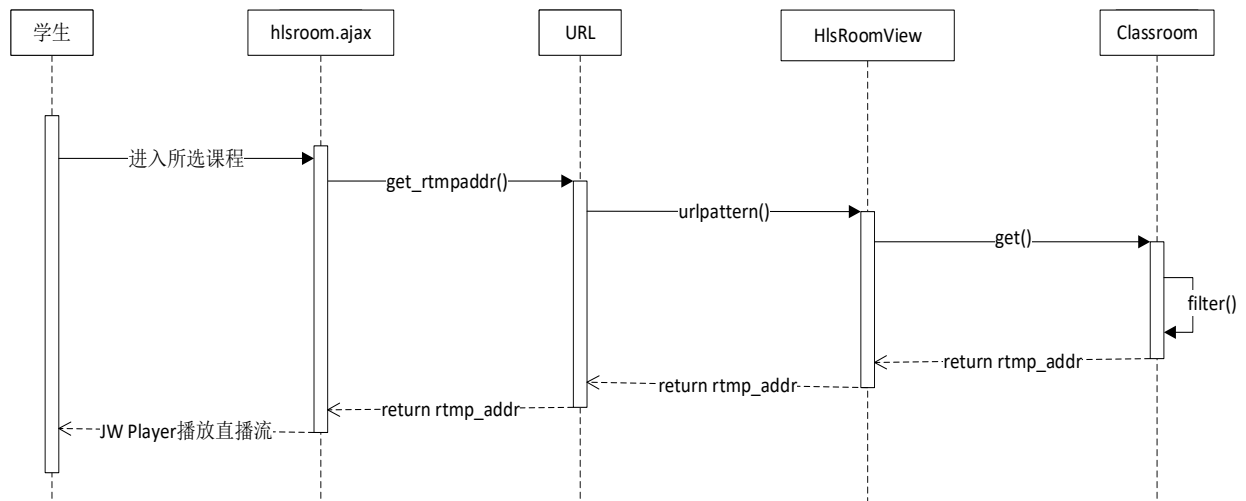 学生
hlsroom.ajax
URL
HlsRoomView
Classroom
进入所选课程
get_rtmpaddr()
urlpattern()
get()
filter()
return rtmp_addr
return rtmp_addr
return rtmp_addr
JW Player播放直播流